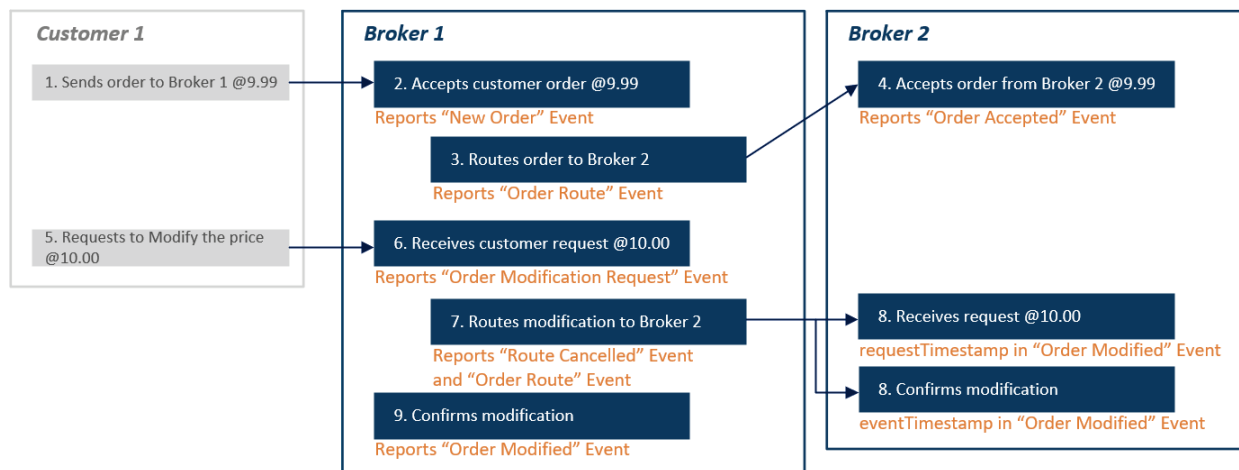 Customer 1
1. Sends order to Broker 1 @9.99
5. Requests to Modify the price
@10.00
Broker 1
2. Accepts customer order @9.99
Reports “New Order” Event
3. Routes order to Broker 2
Reports “Order Route” Event
6. Receives customer request @10.00
Reports “Order Modification Request” Event
7. Routes modification to Broker 2
Reports “Route Cancelled” Event
and “Order Route” Event
9. Confirms modification
Reports “Order Modified” Event
Broker 2
4. Accepts order from Broker 2 @9.99
Reports “Order Accepted” Event
8. Receives request @10.00
requestTimestamp in “Order Modified” Event
8. Confirms modification
eventTimestamp in “Order Modified” Event